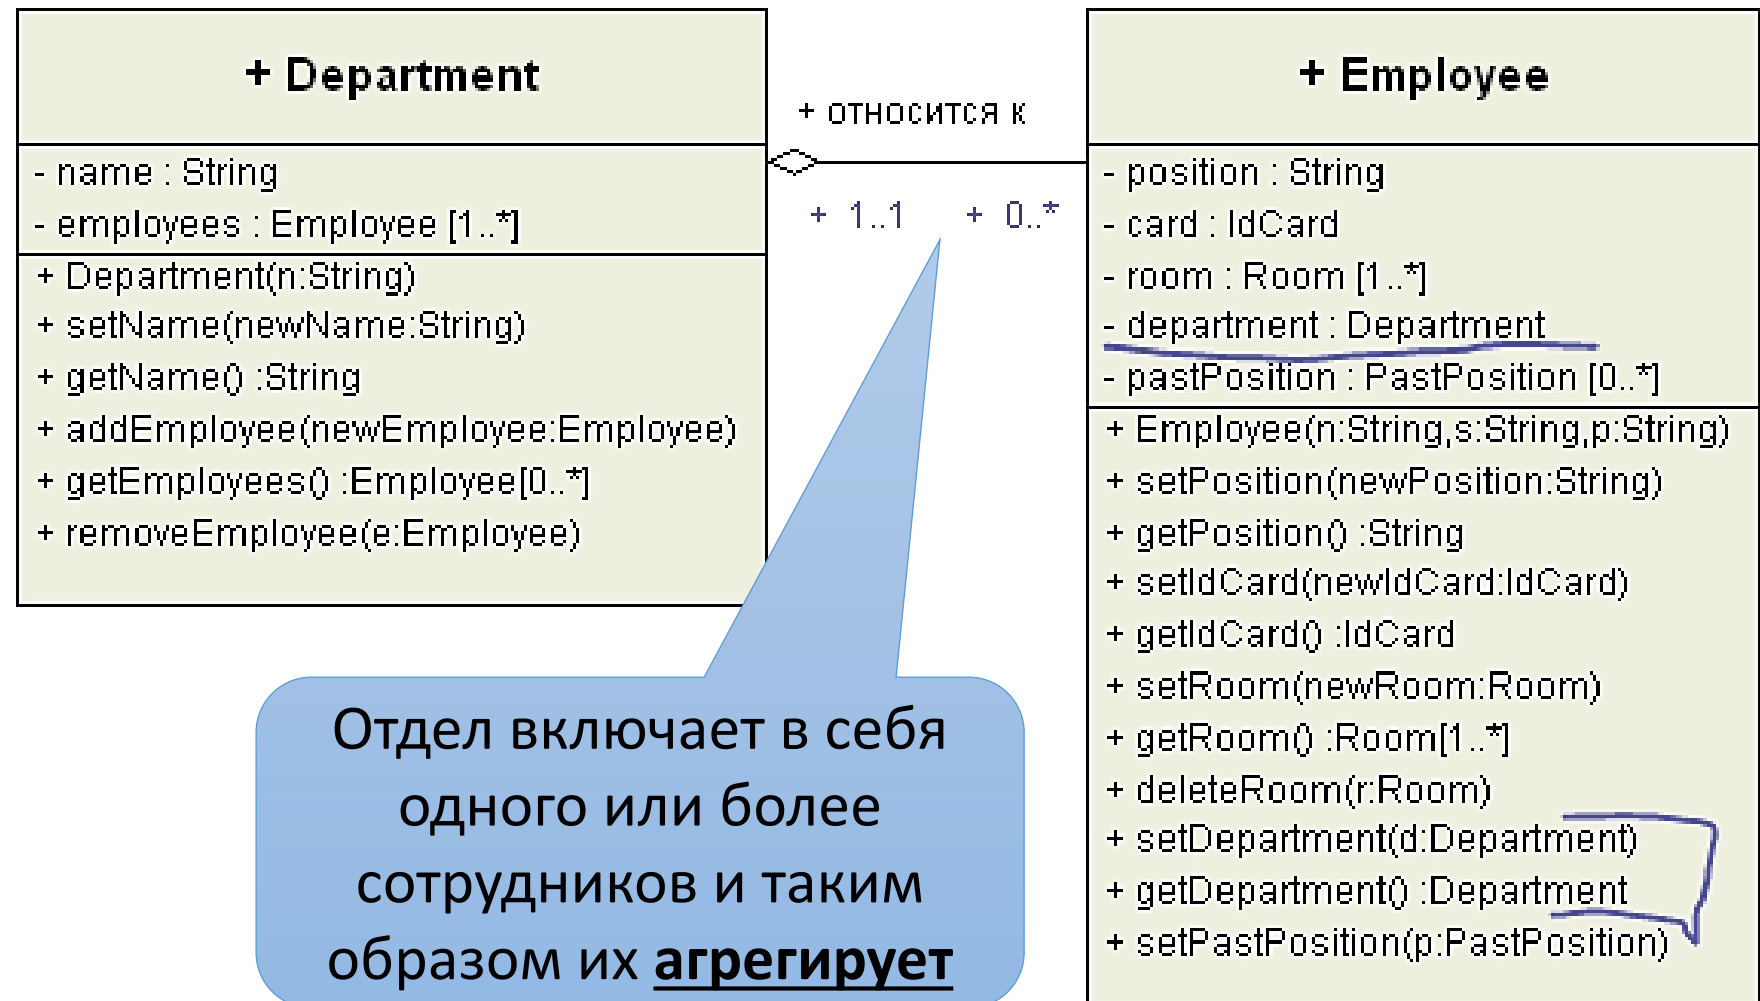 + Department
- name : String
- employees : Employee [1..*]
+ Department(n:String)
+ setName(newName:String)
+ getName() :String
+ addEmployee(newEmployee:Employee)
+ getEmployees() :Employee[0..*]
+ removeEmployee(e:Employee)
+ относится к
+ 1..1 + 0..*
+ Employee
- position : String
- card : IdCard
- room : Room [1..*]
- department : Department
- pastPosition : PastPosition [0..*]
+ Employee(n:String,s:String,p:String)
+ setPosition(newPosition:String)
+ getPosition() :String
+ setIdCard(newIdCard:IdCard)
+ getIdCard() :IdCard
+ setRoom(newRoom:Room)
+ getRoom() :Room[1..*]
+ deleteRoom(r:Room)
+ setDepartment(d:Department)
+ getDepartment() :Department
+ setPastPosition(p:PastPosition)
Отдел включает в себя
одного или более
сотрудников и таким
образом их агрегирует